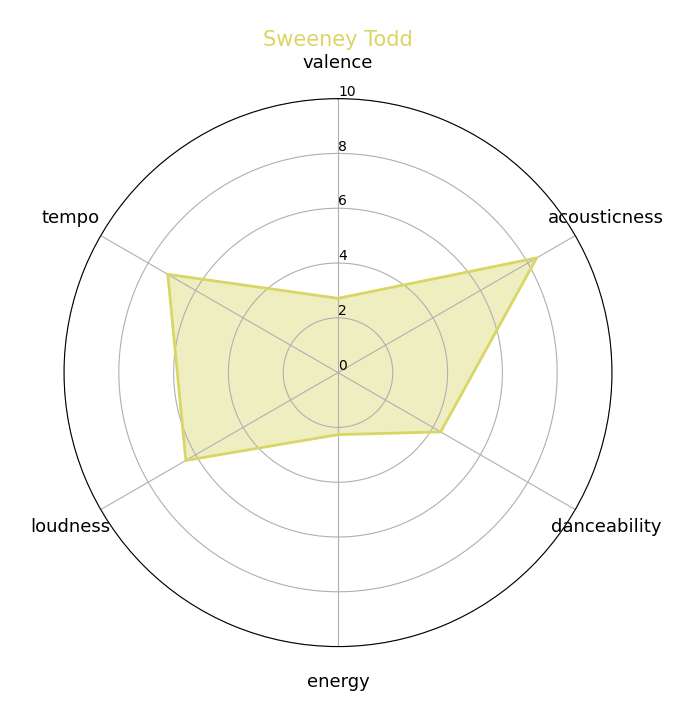 Sweeney Todd
valence
10
8
tempo
6
acousticness
4
2
0
loudness
danceability
energy